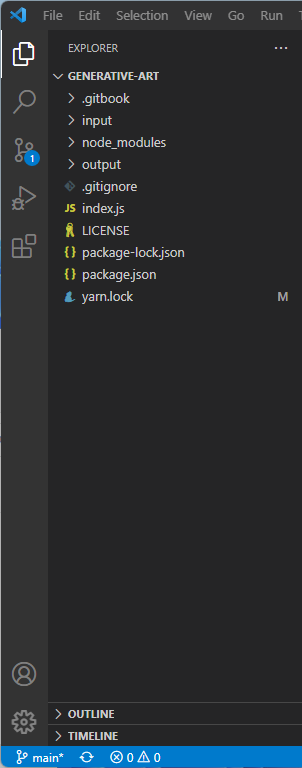 File Edit Selection View Go Run
EXPLORER ...
GENERATIVE-ART
.gitbook
input
node_modules
output
.gitignore
JS index.js
LICENSE
{} package-lock.json
{} package.json
yarn.lock M
1
OUTLINE
TIMELINE
main* 0 0